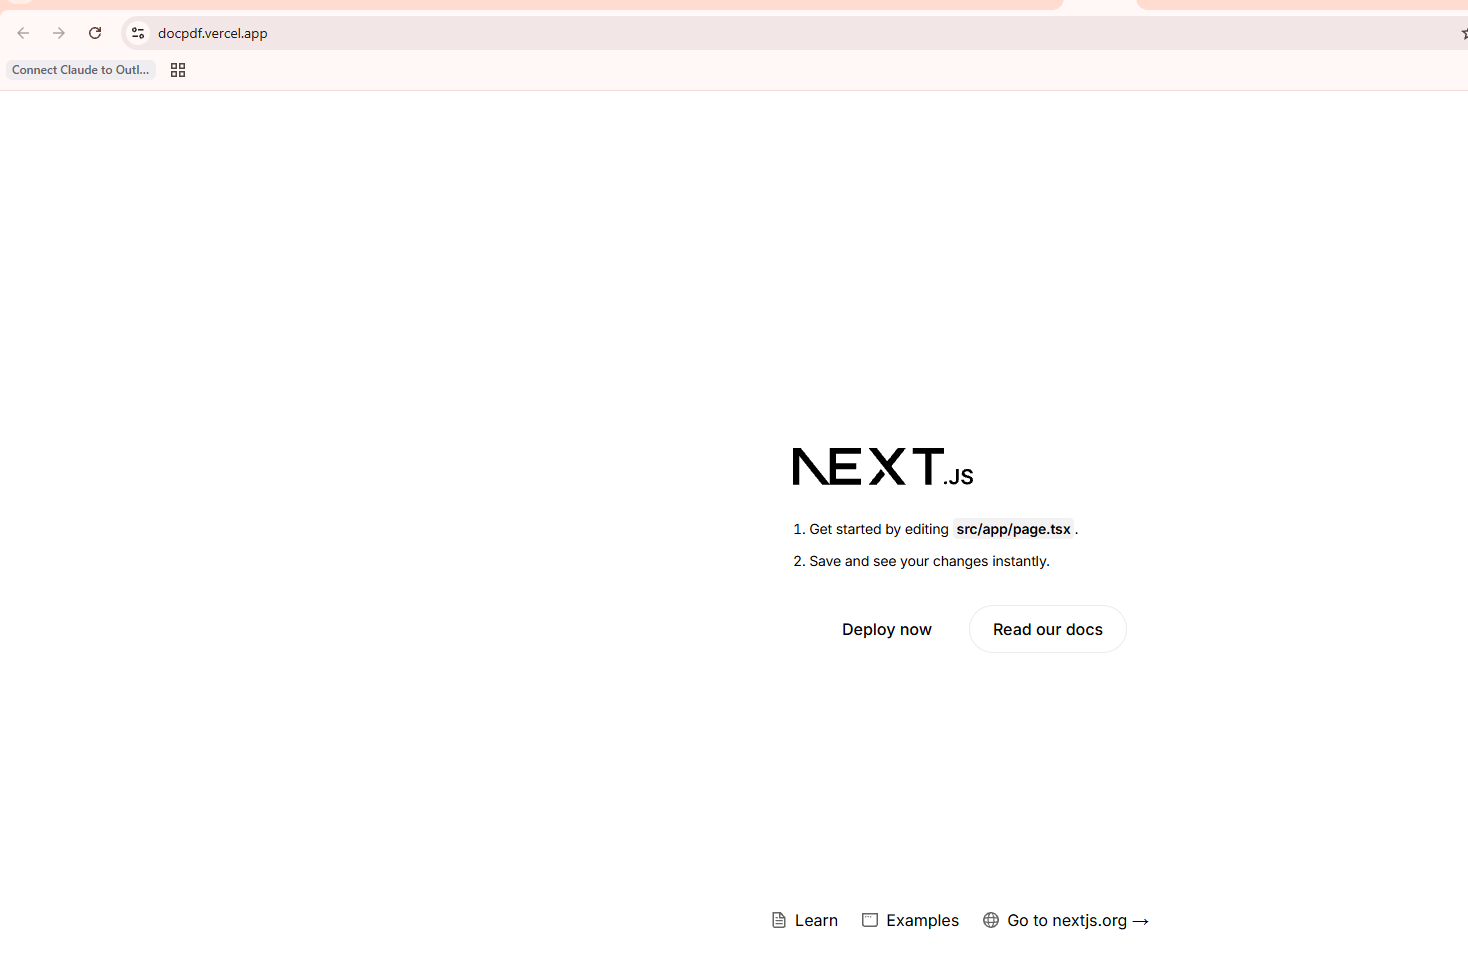 docpdf.vercel.app
Connect Claude to Outl...
NEXT.JS
1. Get started by editing src/app/page.tsx.
2. Save and see your changes instantly.
Deploy now
Read our docs
Learn
Examples
Go to nextjs.org →